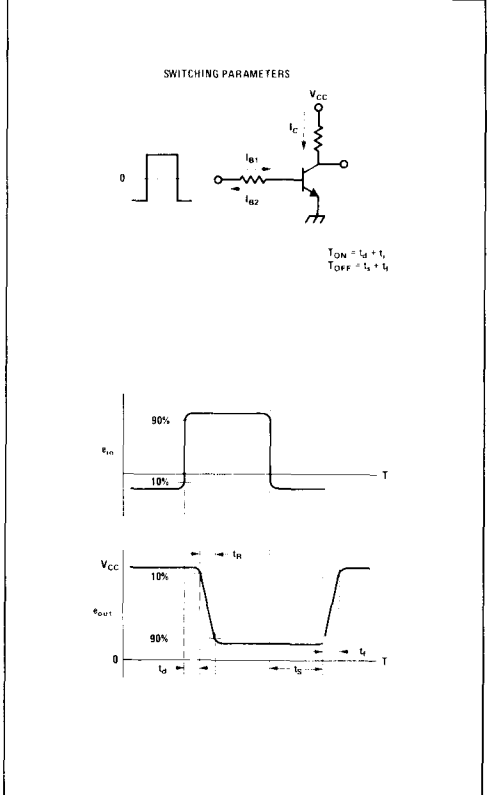 SWITCHING PARAMETERS
VCC
IC
IB1
0
IB2
TON = td + tr
TOFF = ts + tf
90%
ein
T
10%
tR
VCC
10%
eout
90%
tf
0
td
ts
T